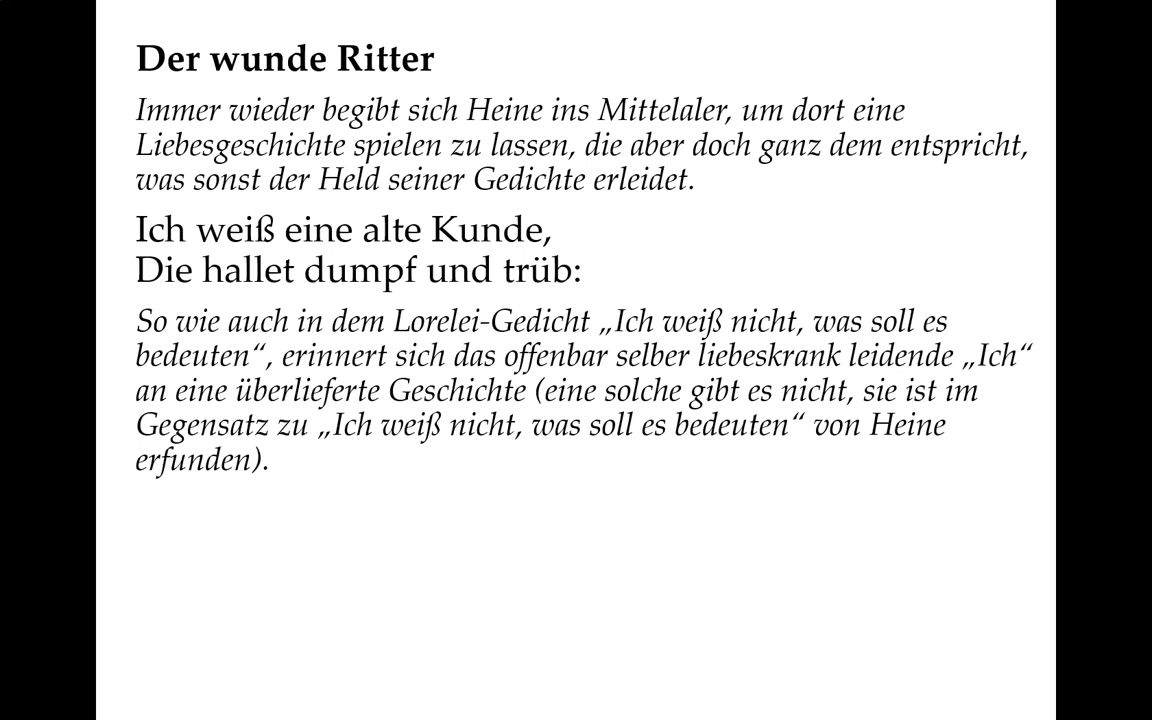 Der wunde Ritter
Immer wieder begibt sich Heine ins Mittelaler, um dort eine
Liebesgeschichte spielen zu lassen, die aber doch ganz dem entspricht,
was sonst der Held seiner Gedichte erleidet.
Ich weiß eine alte Kunde,
Die hallet dumpf und trüb:
So wie auch in dem Lorelei-Gedicht „Ich weiß nicht, was soll es
bedeuten“, erinnert sich das offenbar selber liebeskrank leidende „Ich“
an eine überlieferte Geschichte (eine solche gibt es nicht, sie ist im
Gegensatz zu „Ich weiß nicht, was soll es bedeuten“ von Heine
erfunden).